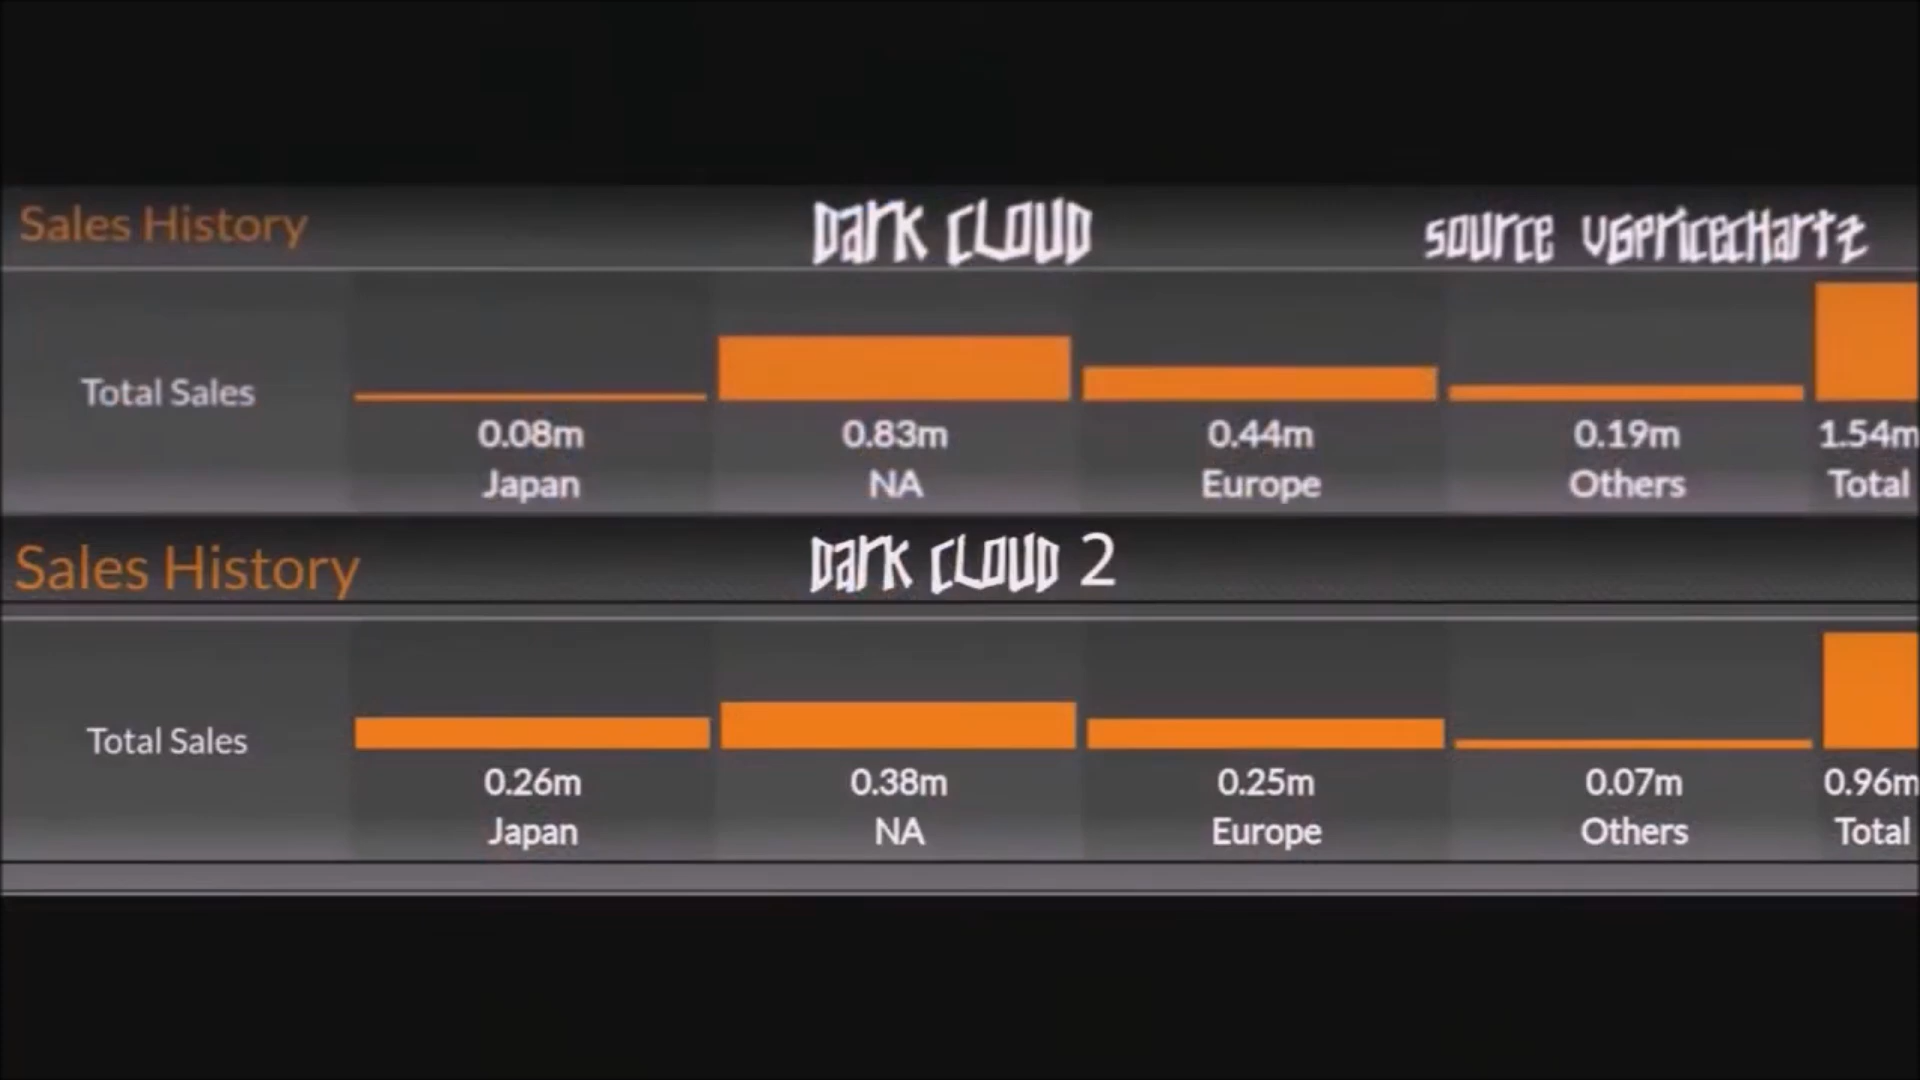 Sales History DARK CLOUD SOURCE VGPRICECHARTZ
Total Sales
0.08m 0.83m 0.44m 0.19m 1.54m
Japan NA Europe Others Total
Sales History DARK CLOUD 2
Total Sales
0.26m 0.38m 0.25m 0.07m 0.96m
Japan NA Europe Others Total